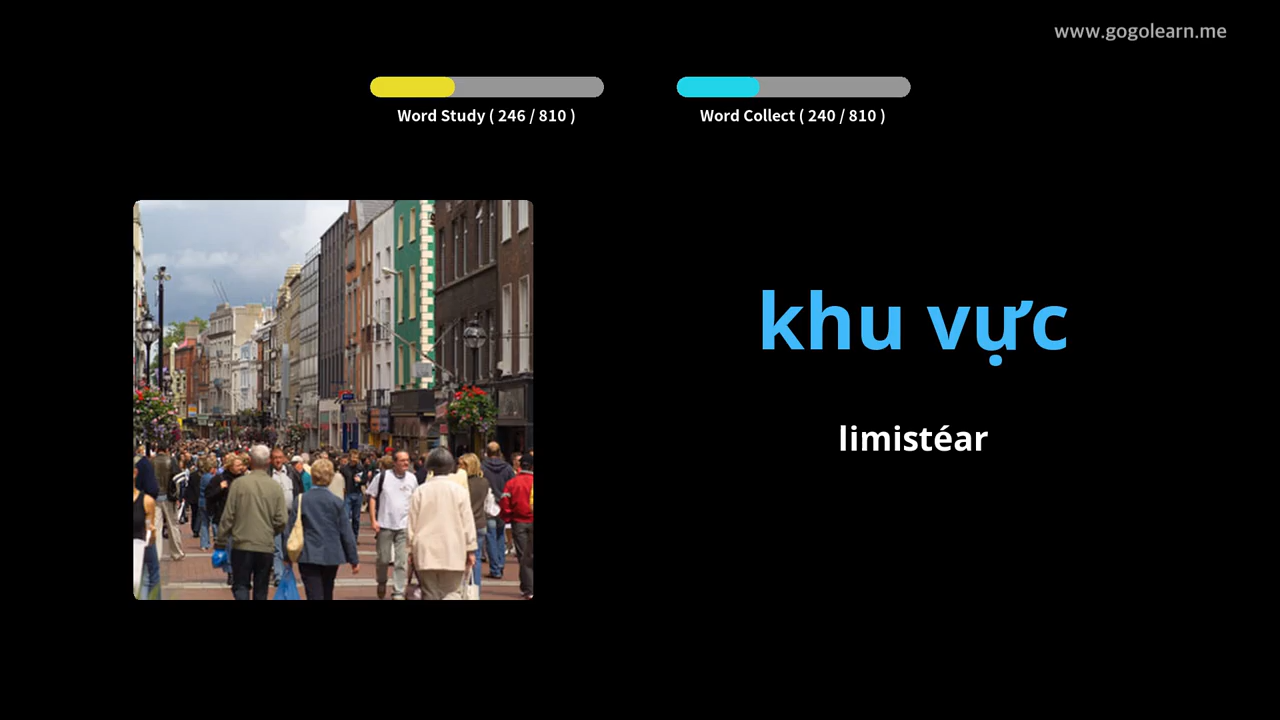 www.gogolearn.me
Word Study ( 246 / 810 )
Word Collect ( 240 / 810 )
khu vực
limistéar